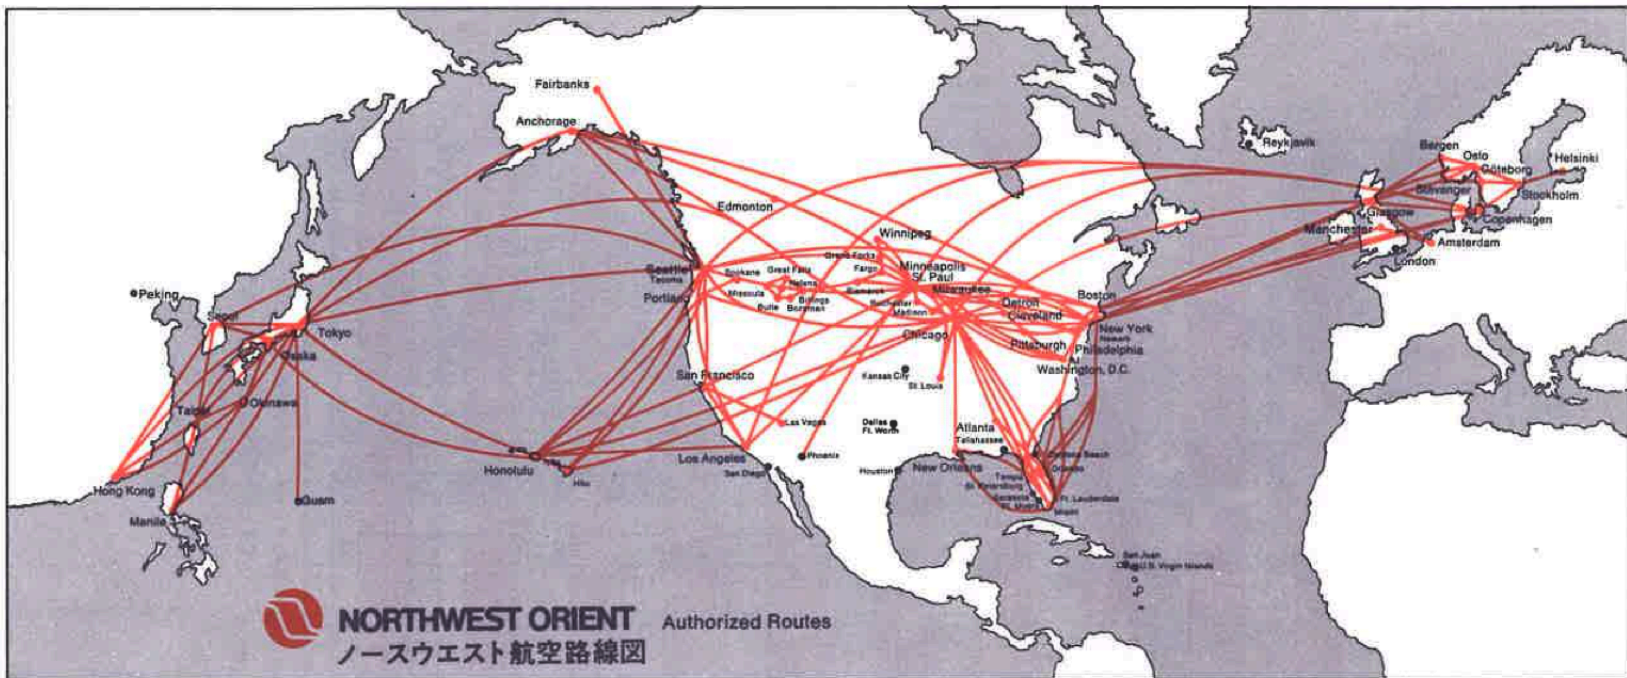 Fairbanks
Anchorage
Edmonton
Reykjavik
Bergen
Oslo
Helsinki
Göteborg
Stavanger
Stockholm
Glasgow
Copenhagen
Manchester
Amsterdam
London
Winnipeg
Grand Forks
Fargo
Minneapolis
St. Paul
Seattle
Tacoma
Spokane
Great Falls
Helena
Missoula
Billings
Butte
Bozeman
Bismarck
Milwaukee
Rochester
Madison
Detroit
Cleveland
Boston
Portland
Chicago
New York
Newark
Pittsburgh
Philadelphia
Washington, D.C.
Peking
Seoul
Tokyo
Osaka
Okinawa
Taipei
San Francisco
Kansas City
St. Louis
Las Vegas
Dallas
Ft. Worth
Atlanta
Tallahassee
Los Angeles
Phoenix
San Diego
Houston
New Orleans
Daytona Beach
Orlando
Tampa
St. Petersburg
Sarasota
Ft. Myers
Ft. Lauderdale
Miami
Honolulu
Hilo
Hong Kong
Manila
Guam
San Juan
U.S. Virgin Islands
NORTHWEST ORIENT Authorized Routes
ノースウエスト航空路線図